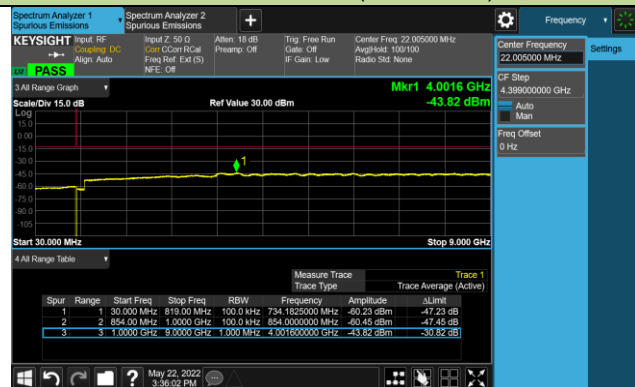 Spectrum Analyzer 1
Spurious Emissions
Spectrum Analyzer 2
Spurious Emissions
+
Frequency
KEYSIGHT
Input: RF
Coupling: DC
Align: Auto
Input Z: 50 Ω
Corr CCorr RCal
Freq Ref: Ext (S)
NFE: Off
Atten: 18 dB
Preamp: Off
Trig: Free Run
Gate: Off
IF Gain: Low
Center Freq: 22.005000 MHz
Avg|Hold: 100/100
Radio Std: None
PASS
Center Frequency
22.005000 MHz
Settings
CF Step
4.399000000 GHz
Auto
Man
Freq Offset
0 Hz
3 All Range Graph
Mkr1 4.0016 GHz
Scale/Div 15.0 dB
Ref Value 30.00 dBm
-43.82 dBm
Log
15.0
0.00
-15.0
-30.0
-45.0
-60.0
-75.0
-90.0
-105
1
Start 30.000 MHz
Stop 9.000 GHz
4 All Range Table
Measure Trace Trace 1
Trace Type Trace Average (Active)
Spur Range Start Freq Stop Freq RBW Frequency Amplitude ΔLimit
1 1 30.000 MHz 819.00 MHz 100.0 kHz 734.1825000 MHz -60.23 dBm -47.23 dB
2 2 854.00 MHz 1.0000 GHz 100.0 kHz 854.0000000 MHz -60.45 dBm -47.45 dB
3 3 1.0000 GHz 9.0000 GHz 1.000 MHz 4.001600000 GHz -43.82 dBm -30.82 dB
?
May 22, 2022
3:36:02 PM